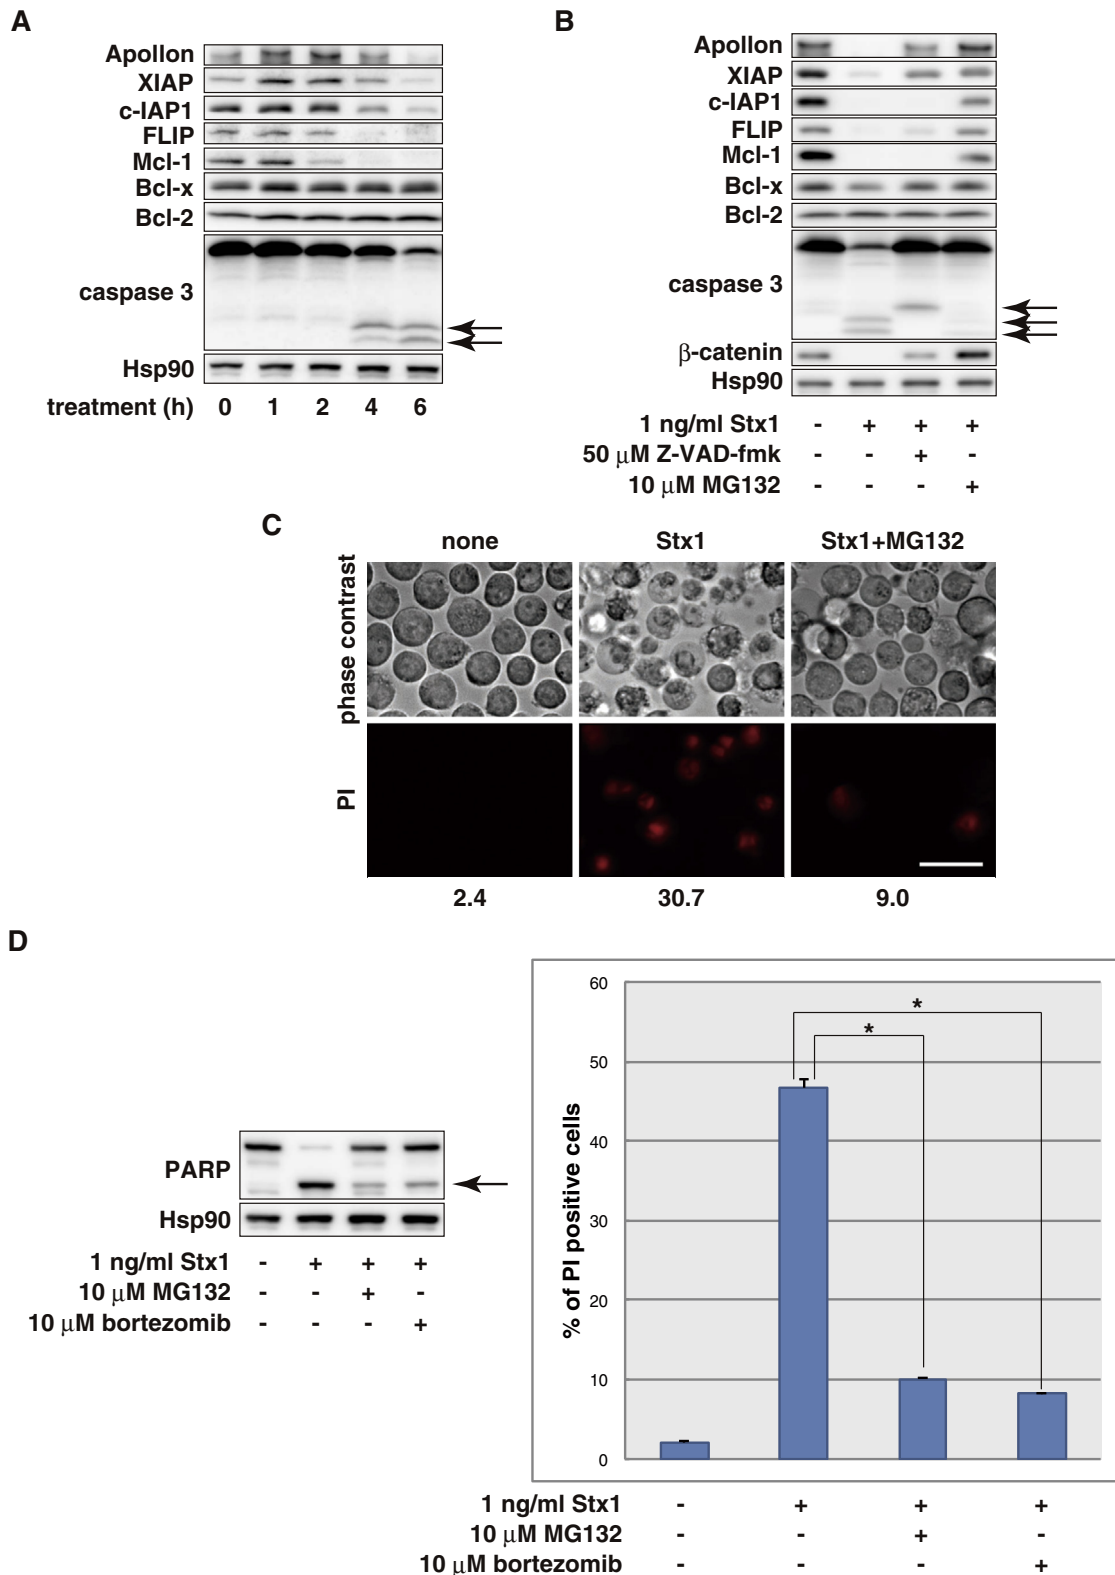 A
Apollon
XIAP
c-IAP1
FLIP
Mcl-1
Bcl-x
Bcl-2
caspase 3
Hsp90
treatment (h) 0 1 2 4 6
B
Apollon
XIAP
c-IAP1
FLIP
Mcl-1
Bcl-x
Bcl-2
caspase 3
β-catenin
Hsp90
1 ng/ml Stx1 - + + +
50 μM Z-VAD-fmk - - + -
10 μM MG132 - - - +
C
none Stx1 Stx1+MG132
phase contrast
PI
2.4 30.7 9.0
D
PARP
Hsp90
1 ng/ml Stx1 - + + +
10 μM MG132 - - + -
10 μM bortezomib - - - +
% of PI positive cells
60
50
40
30
20
10
0
*
*
1 ng/ml Stx1 - + + +
10 μM MG132 - - + -
10 μM bortezomib - - - +